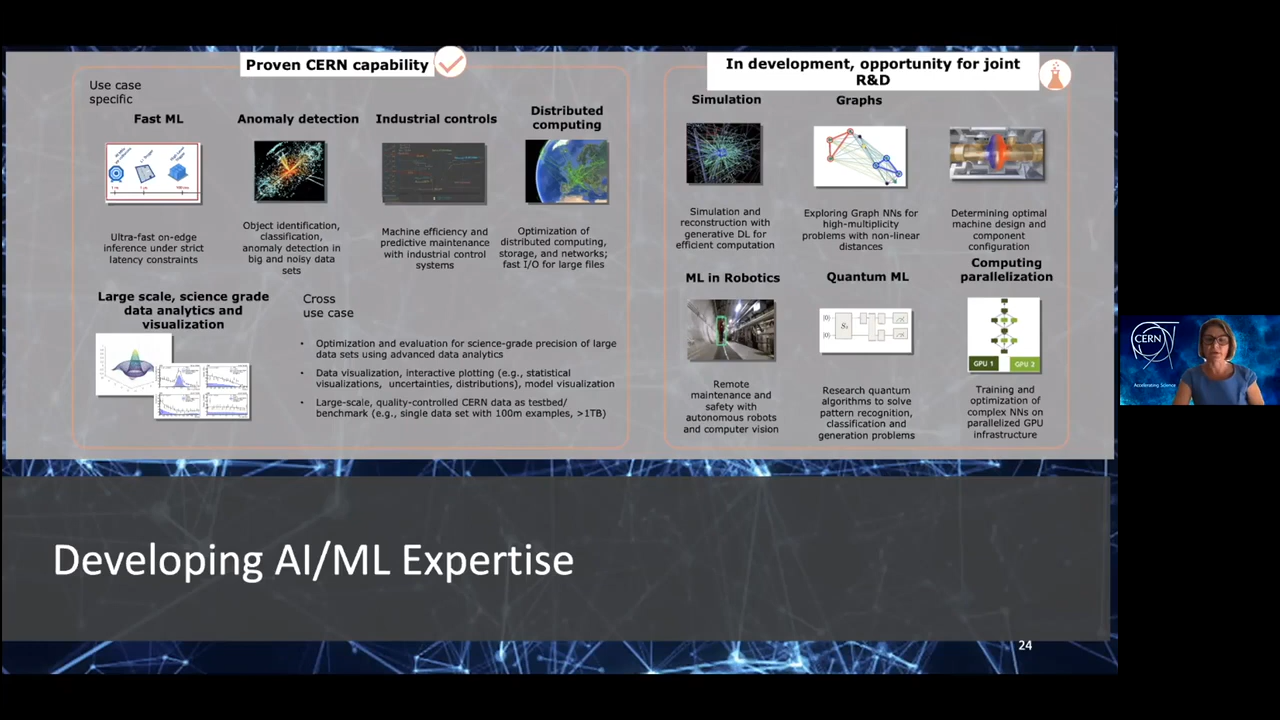 Proven CERN capability
Use case
specific
Fast ML
Ultra-fast on-edge
inference under strict
latency constraints
Anomaly detection
Object identification,
classification,
anomaly detection in
big and noisy data
sets
Industrial controls
Machine efficiency and
predictive maintenance
with industrial control
systems
Distributed
computing
Optimization of
distributed computing,
storage, and networks;
fast I/O for large files
Large scale, science grade
data analytics and
visualization
Cross
use case
• Optimization and evaluation for science-grade precision of large
data sets using advanced data analytics
• Data visualization, interactive plotting (e.g., statistical
visualizations, uncertainties, distributions), model visualization
• Large-scale, quality-controlled CERN data as testbed/
benchmark (e.g., single data set with 100m examples, >1TB)
In development, opportunity for joint
R&D
Simulation
Simulation and
reconstruction with
generative DL for
efficient computation
Graphs
Exploring Graph NNs for
high-multiplicity
problems with non-linear
distances
Determining optimal
machine design and
component
configuration
ML in Robotics
Remote
maintenance and
safety with
autonomous robots
and computer vision
Quantum ML
|0⟩
|0⟩
Research quantum
algorithms to solve
pattern recognition,
classification and
generation problems
Computing
parallelization
GPU 1
GPU 2
Training and
optimization of
complex NNs on
parallelized GPU
infrastructure
Developing AI/ML Expertise
24
CERN
Accelerating Science